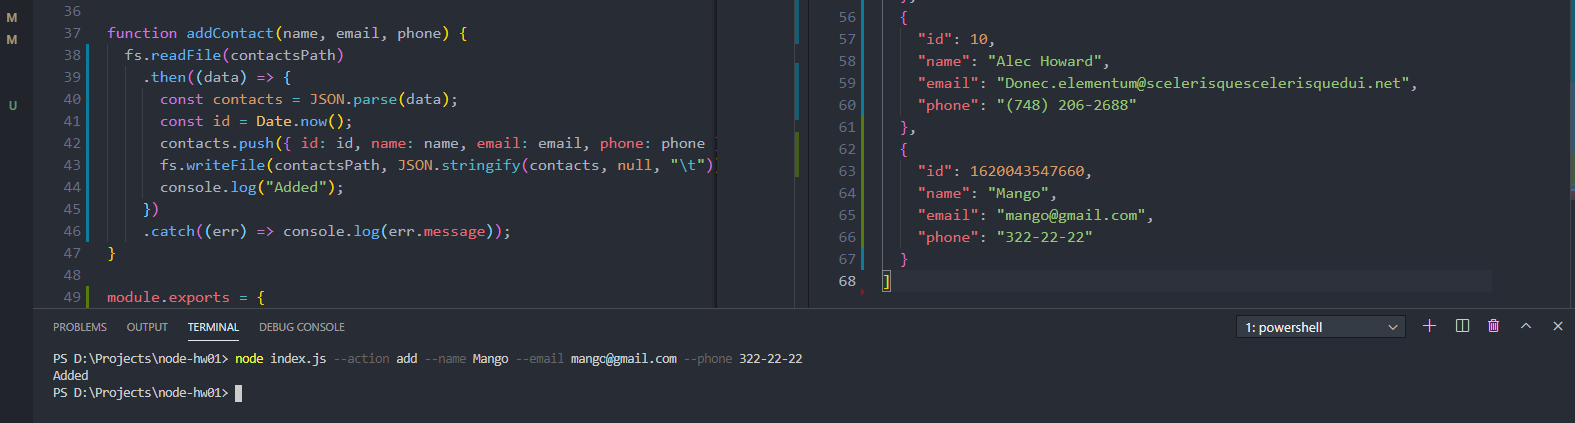 M
M
U
36
37 function addContact(name, email, phone) {
38 fs.readFile(contactsPath)
39 .then((data) => {
40 const contacts = JSON.parse(data);
41 const id = Date.now();
42 contacts.push({ id: id, name: name, email: email, phone: phone
43 fs.writeFile(contactsPath, JSON.stringify(contacts, null, "\t")
44 console.log("Added");
45 })
46 .catch((err) => console.log(err.message));
47 }
48
49 module.exports = {
56 {
57 "id": 10,
58 "name": "Alec Howard",
59 "email": "Donec.elementum@scelerisquescelerisquedui.net",
60 "phone": "(748) 206-2688"
61 },
62 {
63 "id": 1620043547660,
64 "name": "Mango",
65 "email": "mango@gmail.com",
66 "phone": "322-22-22"
67 }
68 ]
PROBLEMS OUTPUT TERMINAL DEBUG CONSOLE 1: powershell
PS D:\Projects\node-hw01> node index.js --action add --name Mango --email mango@gmail.com --phone 322-22-22
Added
PS D:\Projects\node-hw01>